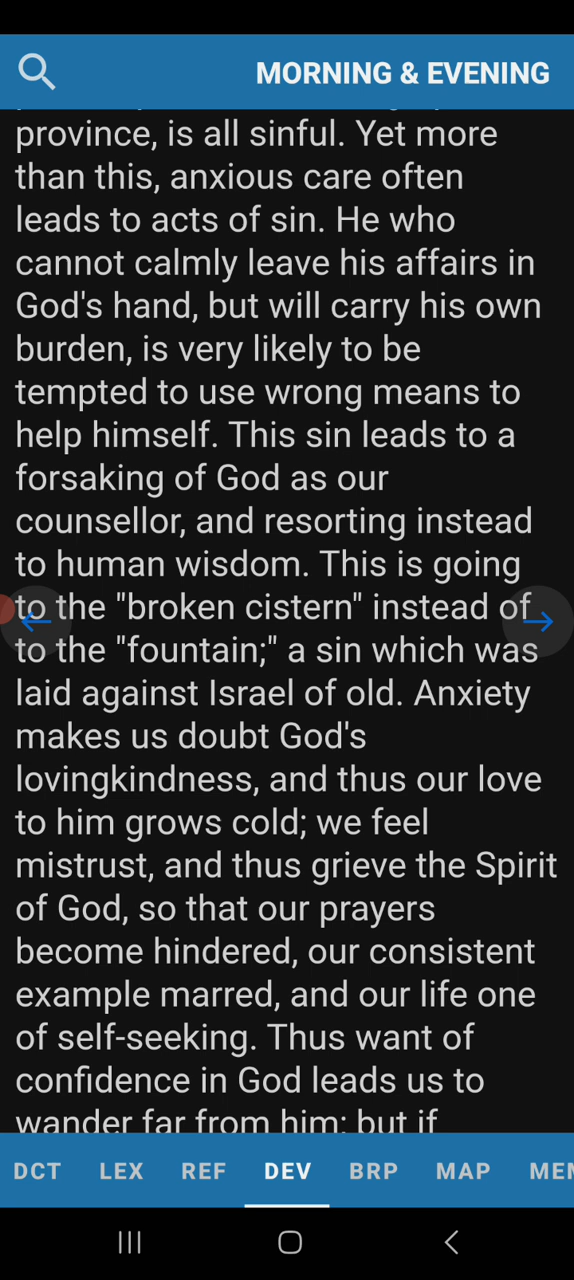 MORNING & EVENING
province, is all sinful. Yet more
than this, anxious care often
leads to acts of sin. He who
cannot calmly leave his affairs in
God's hand, but will carry his own
burden, is very likely to be
tempted to use wrong means to
help himself. This sin leads to a
forsaking of God as our
counsellor, and resorting instead
to human wisdom. This is going
to the "broken cistern" instead of
to the "fountain;" a sin which was
laid against Israel of old. Anxiety
makes us doubt God's
lovingkindness, and thus our love
to him grows cold; we feel
mistrust, and thus grieve the Spirit
of God, so that our prayers
become hindered, our consistent
example marred, and our life one
of self-seeking. Thus want of
confidence in God leads us to
wander far from him; but if
DCT LEX REF DEV BRP MAP